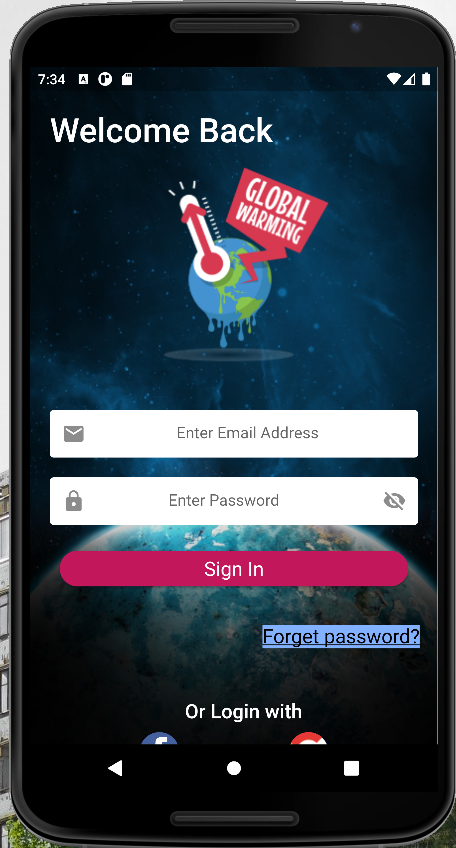 7:34
Welcome Back
GLOBAL
WARMING
Enter Email Address
Enter Password
Sign In
Forget password?
Or Login with